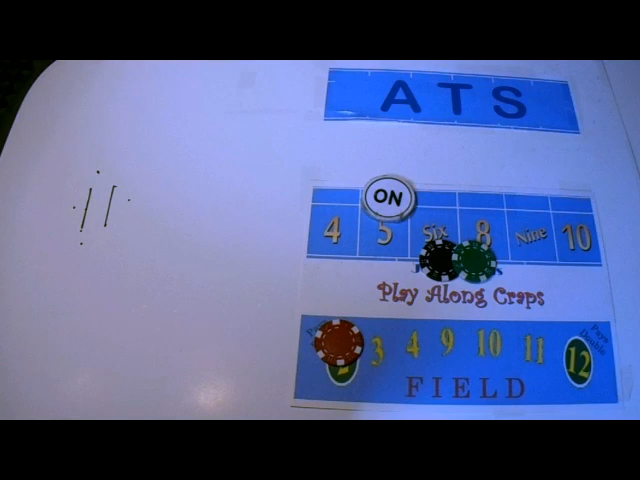 ATS
ON
4 5 Six 8 Nine 10
Play Along Craps
2 3 4 9 10 11 12
Pays Double
FIELD